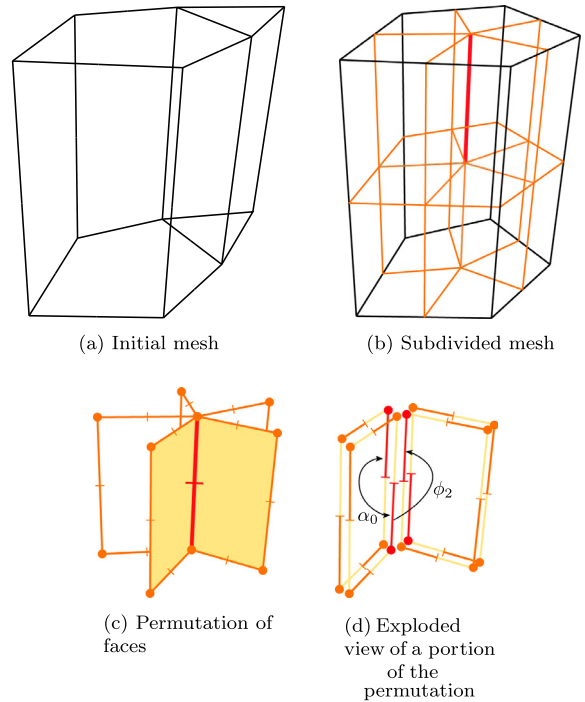 (a) Initial mesh
(b) Subdivided mesh
α₀
ϕ₂
(c) Permutation of
faces
(d) Exploded
view of a portion
of the
permutation